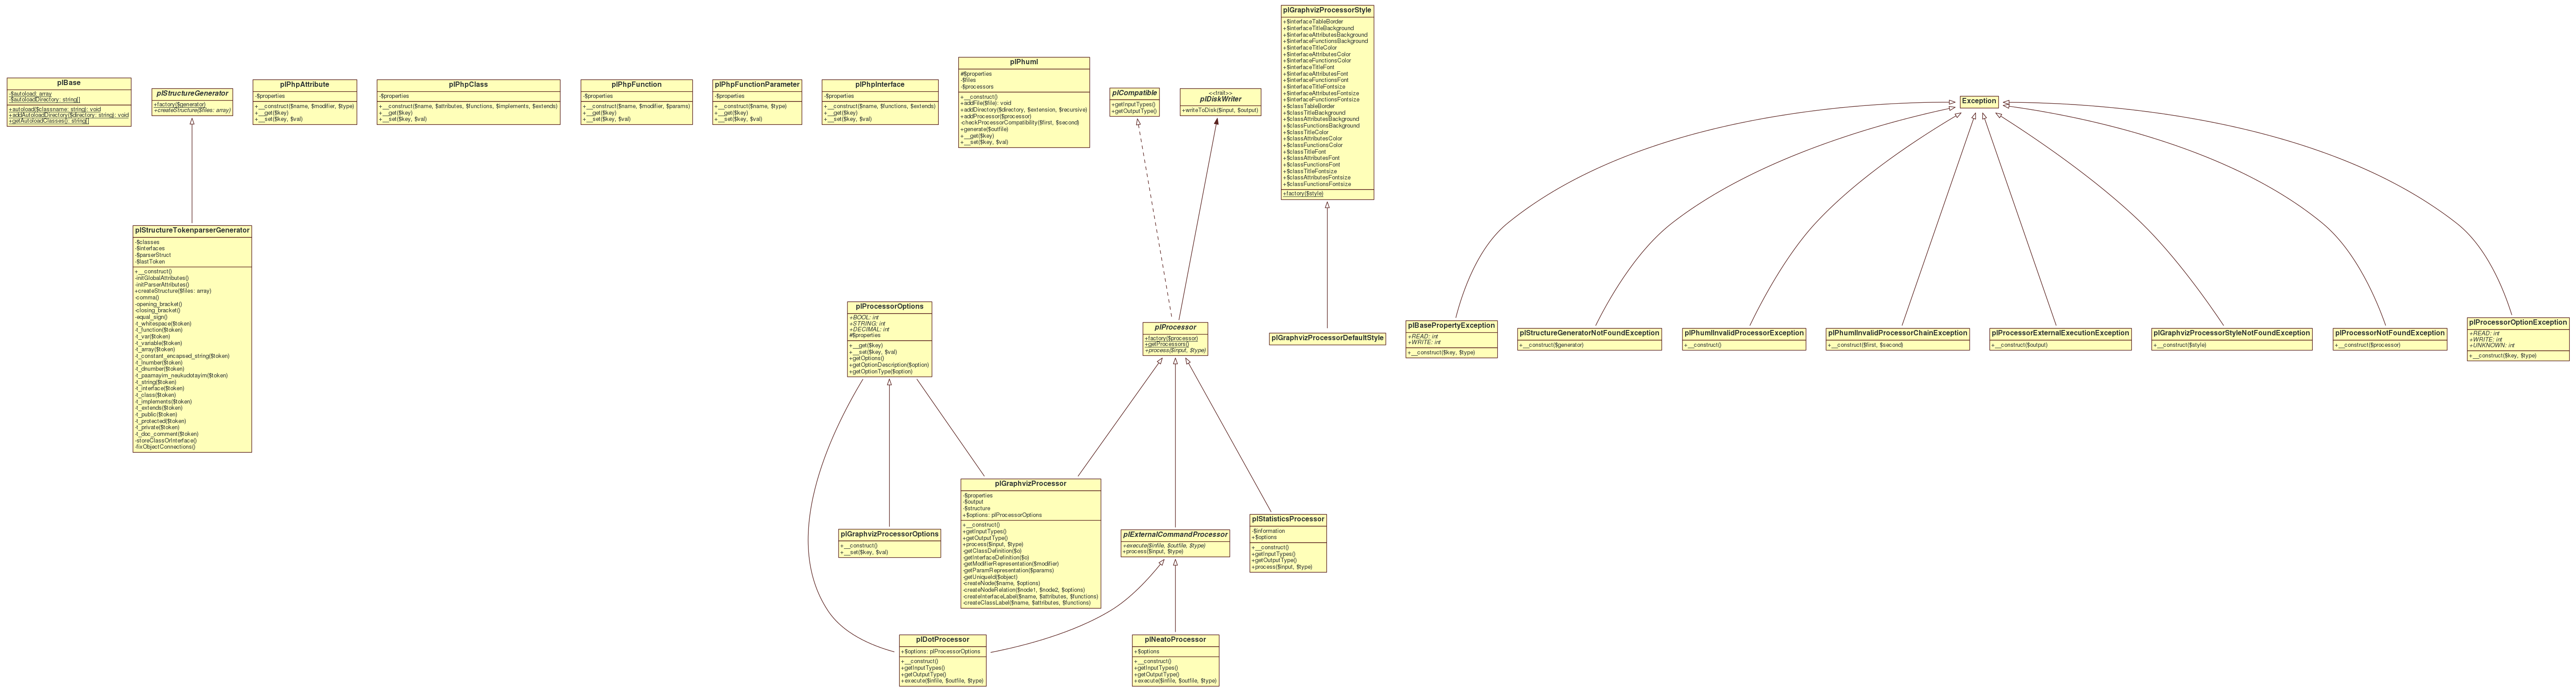 plBase
-$autoload_array
-$autoloadDirectory: string[]
+autoload($classname: string): void
+addAutoloadDirectory($directory: string): void
+getAutoloadClasses(): string[]
plStructureGenerator
+factory($generator)
+createStructure($files: array)
plPhpAttribute
-$properties
+__construct($name, $modifier, $type)
+__get($key)
+__set($key, $val)
plPhpClass
-$properties
+__construct($name, $attributes, $functions, $implements, $extends)
+__get($key)
+__set($key, $val)
plPhpFunction
-$properties
+__construct($name, $modifier, $params)
+__get($key)
+__set($key, $val)
plPhpFunctionParameter
-$properties
+__construct($name, $type)
+__get($key)
+__set($key, $val)
plPhpInterface
-$properties
+__construct($name, $functions, $extends)
+__get($key)
+__set($key, $val)
plPhuml
#$properties
-$files
-$processors
+__construct()
+addFile($file): void
+addDirectory($directory, $extension, $recursive)
+addProcessor($processor)
-checkProcessorCompatibility($first, $second)
+generate($outfile)
+__get($key)
+__set($key, $val)
plCompatible
+getInputTypes()
+getOutputType()
<<trait>>
plDiskWriter
+writeToDisk($input, $output)
plGraphvizProcessorStyle
+$interfaceTableBorder
+$interfaceTitleBackground
+$interfaceAttributesBackground
+$interfaceFunctionsBackground
+$interfaceTitleColor
+$interfaceAttributesColor
+$interfaceFunctionsColor
+$interfaceTitleFont
+$interfaceAttributesFont
+$interfaceFunctionsFont
+$interfaceTitleFontsize
+$interfaceAttributesFontsize
+$interfaceFunctionsFontsize
+$classTableBorder
+$classTitleBackground
+$classAttributesBackground
+$classFunctionsBackground
+$classTitleColor
+$classAttributesColor
+$classFunctionsColor
+$classTitleFont
+$classAttributesFont
+$classFunctionsFont
+$classTitleFontsize
+$classAttributesFontsize
+$classFunctionsFontsize
+factory($style)
Exception
plStructureTokenparserGenerator
-$classes
-$interfaces
-$parserStruct
-$lastToken
+__construct()
-initGlobalAttributes()
-initParserAttributes()
+createStructure($files: array)
-comma()
-opening_bracket()
-closing_bracket()
-equal_sign()
-t_whitespace($token)
-t_function($token)
-t_var($token)
-t_variable($token)
-t_array($token)
-t_constant_encapsed_string($token)
-t_lnumber($token)
-t_dnumber($token)
-t_paamayim_neukudotayim($token)
-t_string($token)
-t_interface($token)
-t_class($token)
-t_implements($token)
-t_extends($token)
-t_public($token)
-t_protected($token)
-t_private($token)
-t_doc_comment($token)
-storeClassOrInterface()
-fixObjectConnections()
plProcessorOptions
+BOOL: int
+STRING: int
+DECIMAL: int
#$properties
+__get($key)
+__set($key, $val)
+getOptions()
+getOptionDescription($option)
+getOptionType($option)
plProcessor
+factory($processor)
+getProcessors()
+process($input, $type)
plGraphvizProcessorDefaultStyle
plBasePropertyException
+READ: int
+WRITE: int
+__construct($key, $type)
plStructureGeneratorNotFoundException
+__construct($generator)
plPhumlInvalidProcessorException
+__construct()
plPhumlInvalidProcessorChainException
+__construct($first, $second)
plProcessorExternalExecutionException
+__construct($output)
plGraphvizProcessorStyleNotFoundException
+__construct($style)
plProcessorNotFoundException
+__construct($processor)
plProcessorOptionException
+READ: int
+WRITE: int
+UNKNOWN: int
+__construct($key, $type)
plGraphvizProcessorOptions
+__construct()
+__set($key, $val)
plGraphvizProcessor
-$properties
-$output
-$structure
+$options: plProcessorOptions
+__construct()
+getInputTypes()
+getOutputType()
+process($input, $type)
-getClassDefinition($o)
-getInterfaceDefinition($o)
-getModifierRepresentation($modifier)
-getParamRepresentation($params)
-getUniqueId($object)
-createNode($name, $options)
-createNodeRelation($node1, $node2, $options)
-createInterfaceLabel($name, $attributes, $functions)
-createClassLabel($name, $attributes, $functions)
plExternalCommandProcessor
+execute($infile, $outfile, $type)
+process($input, $type)
plStatisticsProcessor
-$information
+$options
+__construct()
+getInputTypes()
+getOutputType()
+process($input, $type)
plDotProcessor
+$options: plProcessorOptions
+__construct()
+getInputTypes()
+getOutputType()
+execute($infile, $outfile, $type)
plNeatoProcessor
+$options
+__construct()
+getInputTypes()
+getOutputType()
+execute($infile, $outfile, $type)